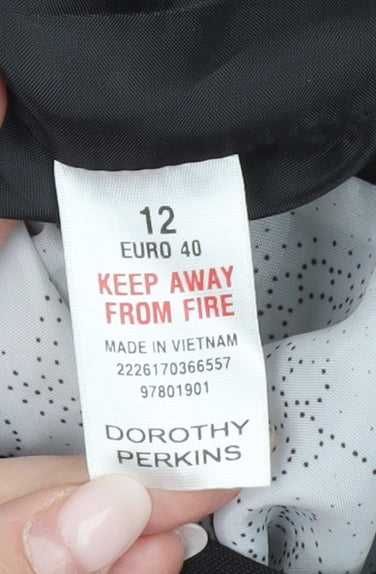 12
EURO 40
KEEP AWAY
FROM FIRE
MADE IN VIETNAM
2226170366557
97801901
DOROTHY
PERKINS